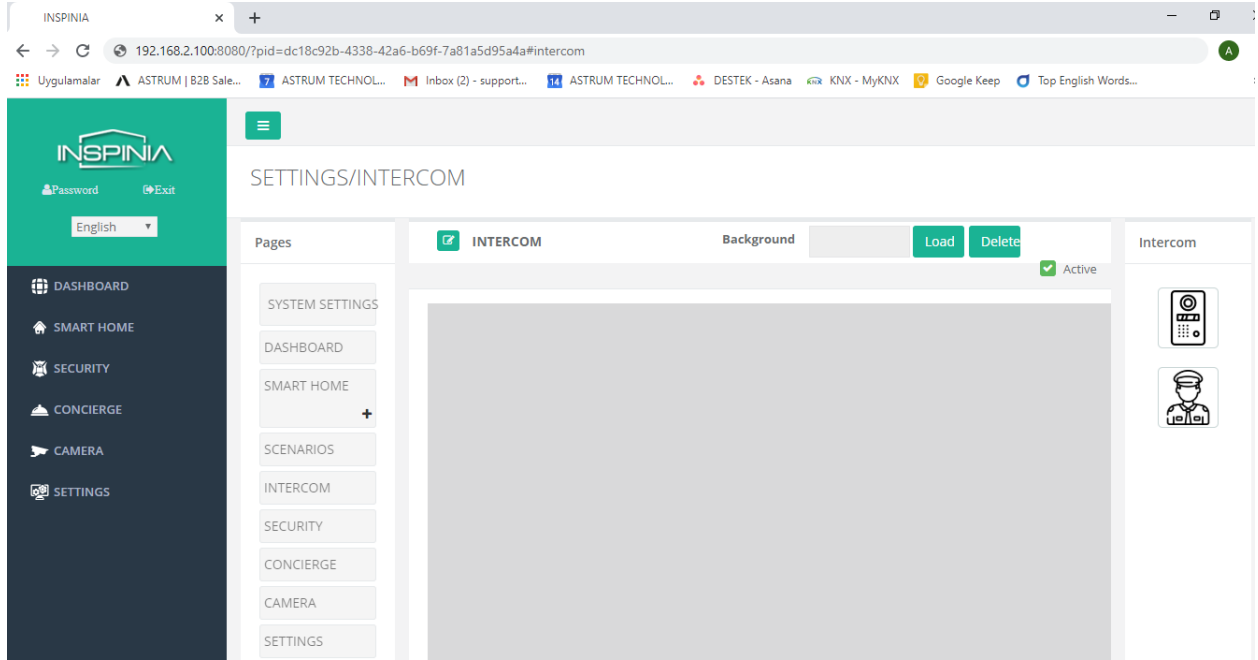 INSPINIA
192.168.2.100:8080/?pid=dc18c92b-4338-42a6-b69f-7a81a5d95a4a#intercom
A
Uygulamalar ASTRUM | B2B Sale... 7 ASTRUM TECHNOL... Inbox (2) - support... 14 ASTRUM TECHNOL... DESTEK - Asana KNX KNX - MyKNX Google Keep Top English Words...
INSPINIA
Password Exit
English
DASHBOARD
SMART HOME
SECURITY
CONCIERGE
CAMERA
SETTINGS
SETTINGS/INTERCOM
Pages
SYSTEM SETTINGS
DASHBOARD
SMART HOME
+
SCENARIOS
INTERCOM
SECURITY
CONCIERGE
CAMERA
SETTINGS
INTERCOM Background Load Delete
Active
Intercom